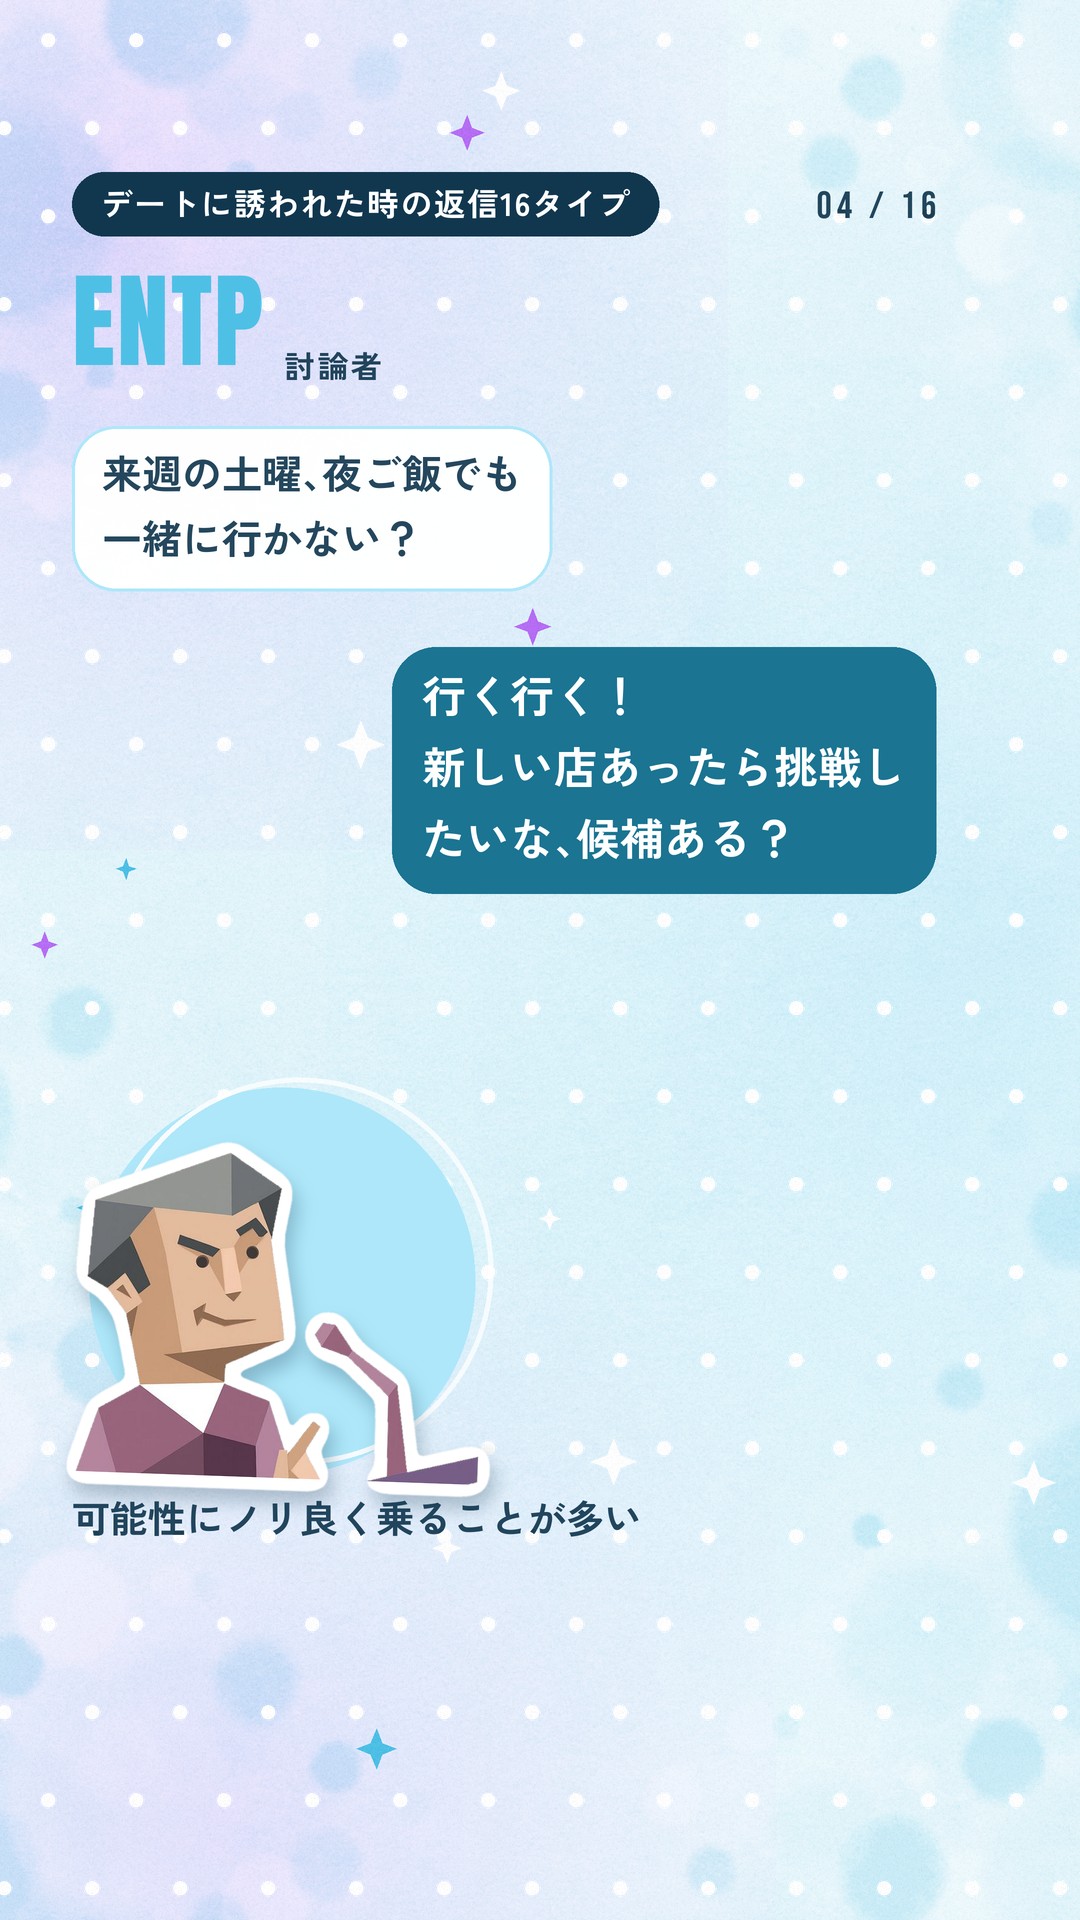 デートに誘われた時の返信16タイプ
04 / 16
ENTP
討論者
来週の土曜、夜ご飯でも
一緒に行かない？
行く行く！
新しい店あったら挑戦し
たいな、候補ある？
可能性にノリ良く乗ることが多い